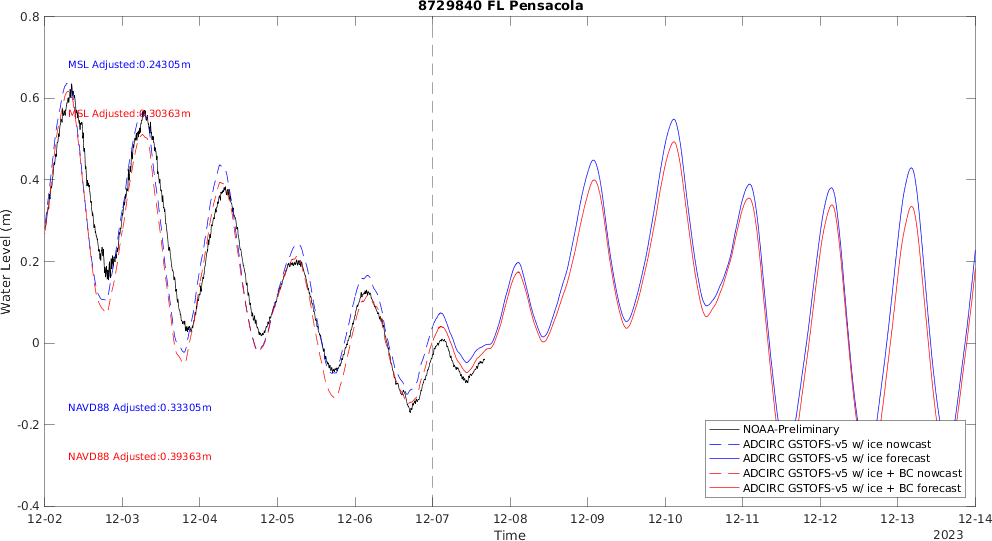 8729840 FL Pensacola
0.8
0.6
0.4
0.2
0
-0.2
-0.4
Water Level (m)
MSL Adjusted:0.24305m
MSL Adjusted:0.30363m
NAVD88 Adjusted:0.33305m
NAVD88 Adjusted:0.39363m
NOAA-Preliminary
ADCIRC GSTOFS-v5 w/ ice nowcast
ADCIRC GSTOFS-v5 w/ ice forecast
ADCIRC GSTOFS-v5 w/ ice + BC nowcast
ADCIRC GSTOFS-v5 w/ ice + BC forecast
12-02 12-03 12-04 12-05 12-06 12-07 12-08 12-09 12-10 12-11 12-12 12-13 12-14
Time
2023